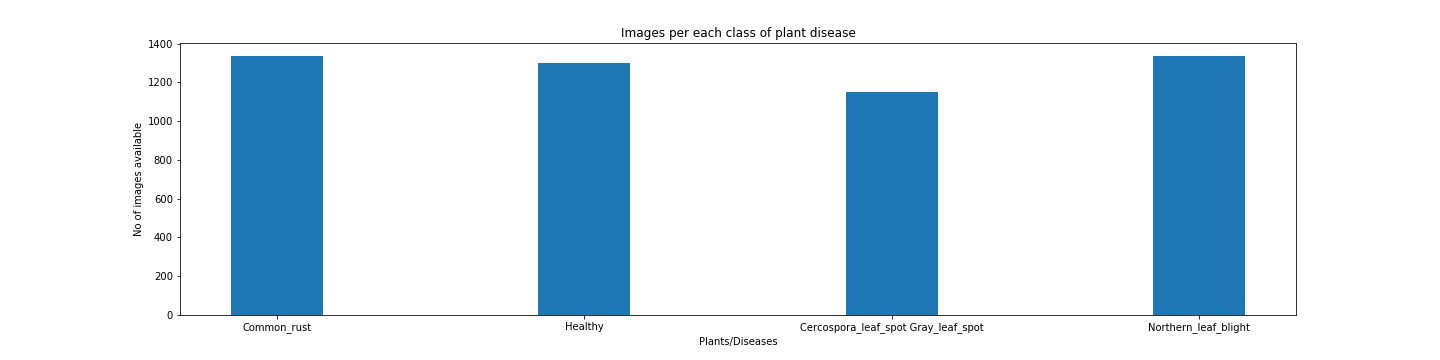 Images per each class of plant disease
1400
1200
1000
800
600
400
200
0
No of images available
Common_rust
Healthy
Cercospora_leaf_spot Gray_leaf_spot
Northern_leaf_blight
Plants/Diseases